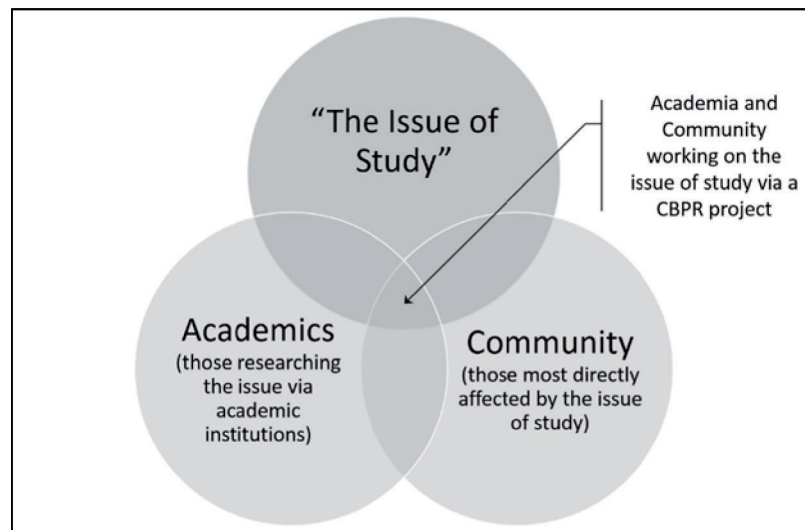 “The Issue of
Study”
Academia and
Community
working on the
issue of study via a
CBPR project
Academics
(those researching
the issue via
academic
institutions)
Community
(those most directly
affected by the issue
of study)